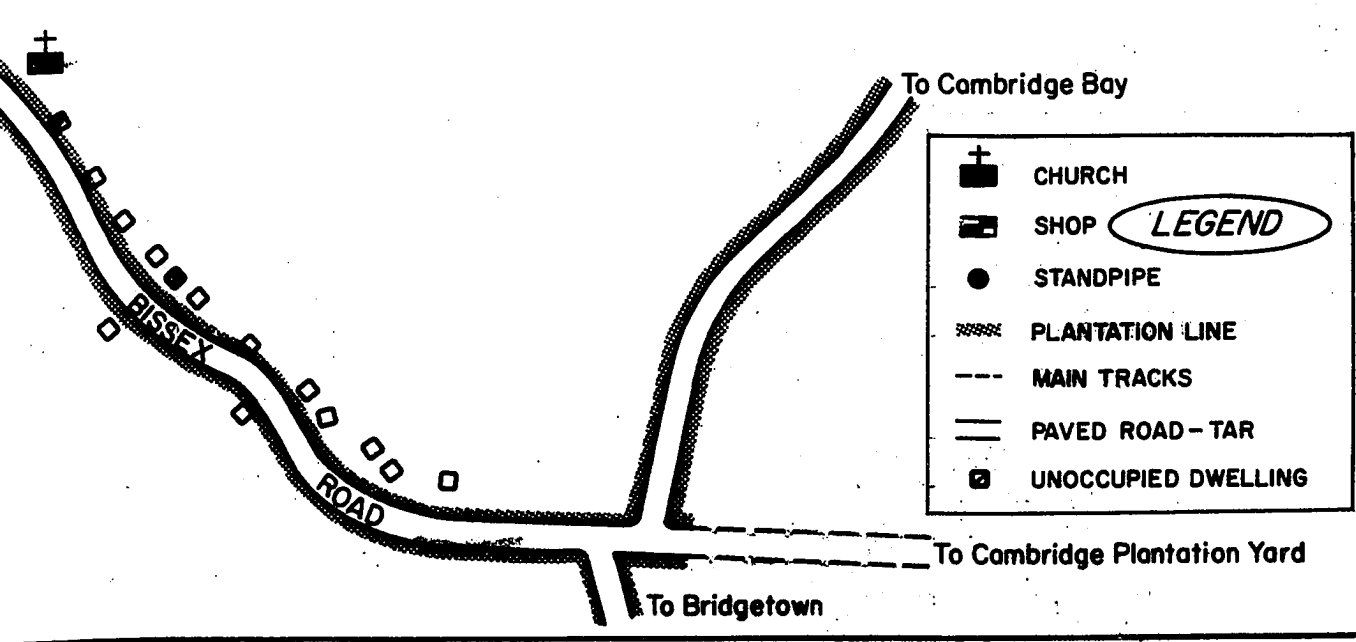 To Cambridge Bay
CHURCH
SHOP
LEGEND
STANDPIPE
PLANTATION LINE
MAIN TRACKS
PAVED ROAD-TAR
UNOCCUPIED DWELLING
BISSEX
ROAD
To Cambridge Plantation Yard
To Bridgetown